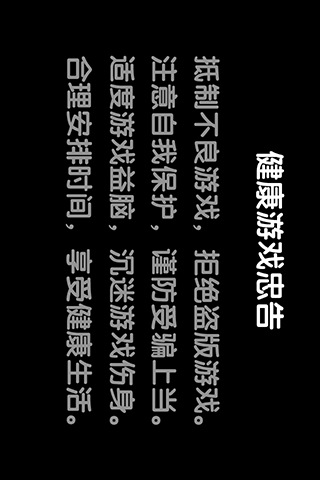 健康游戏忠告
抵制不良游戏，拒绝盗版游戏。
注意自我保护，谨防受骗上当。
适度游戏益脑，沉迷游戏伤身。
合理安排时间，享受健康生活。